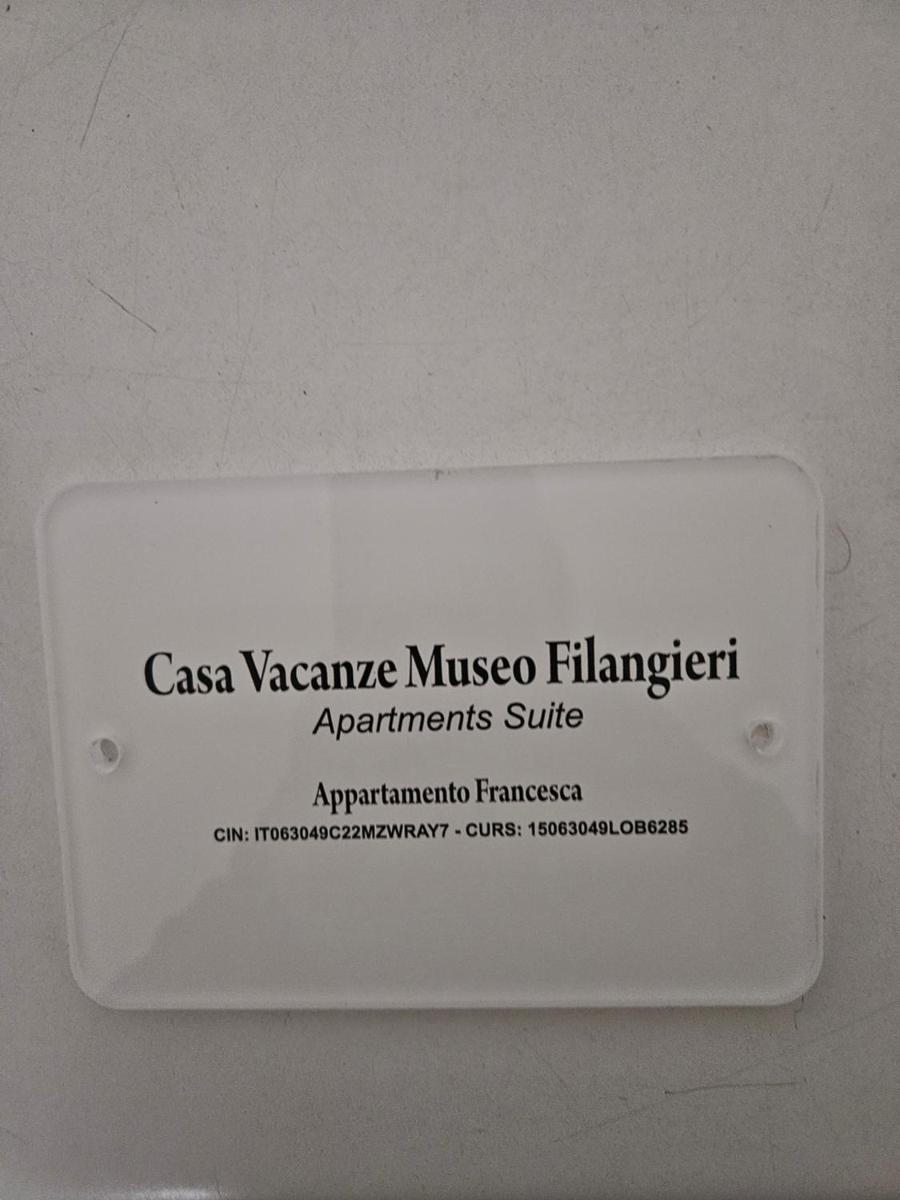 Casa Vacanze Museo Filangieri
Apartments Suite
Appartamento Francesca
CIN: IT063049C22MZWRAY7 - CURS: 15063049LOB6285